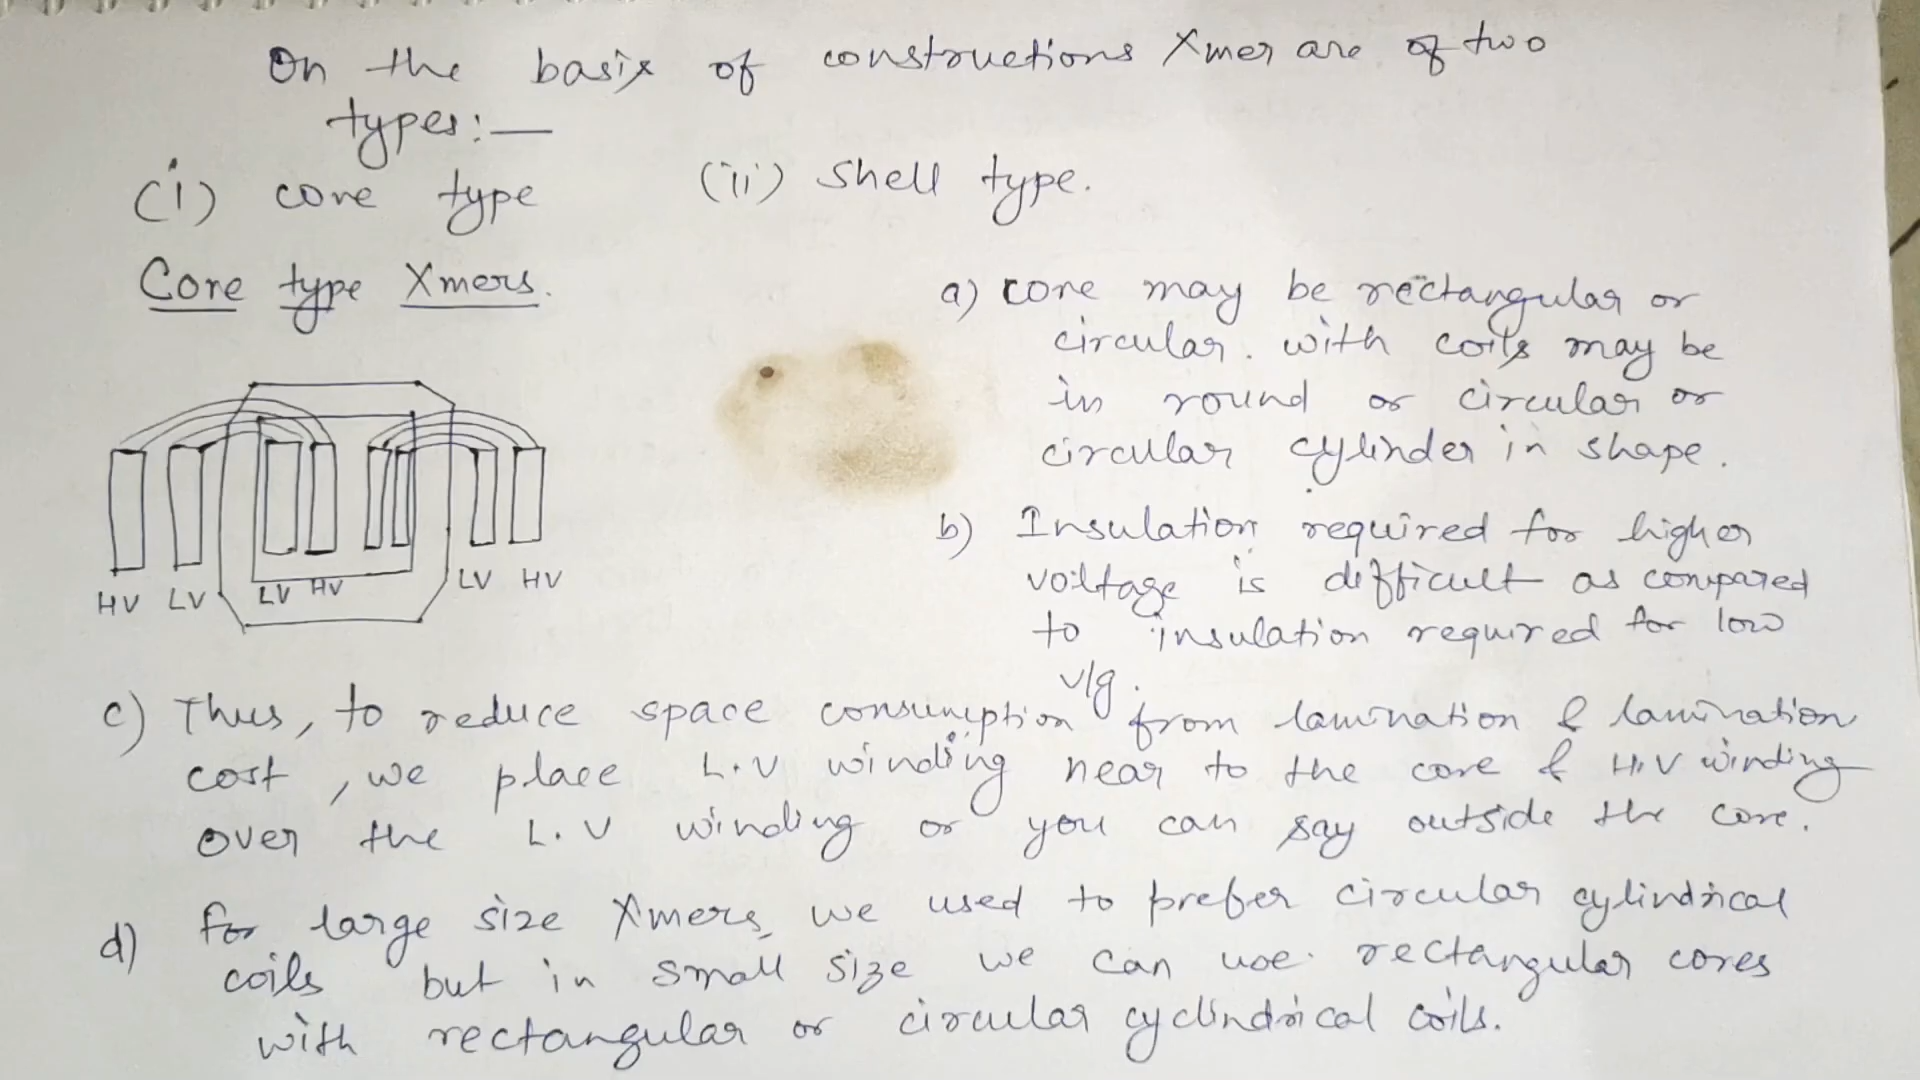 On the basis of constructions Xmer are of two
types:—
(i) core type (ii) Shell type.
Core type Xmers.
a) core may be rectangular or
circular. with coils may be
in round or circular or
circular cylinder in shape.
HV LV LV HV LV HV
b) Insulation required for higher
voltage is difficult as compared
to insulation required for low
v/g.
c) Thus, to reduce space consumption from lamination & lamination
cost, we place L.V winding near to the core & H.V winding
over the L.V winding or you can say outside the core.
d) for large size Xmers, we used to prefer circular cylindrical
coils but in small size we can use rectangular cores
with rectangular or circular cyclindrical coils.